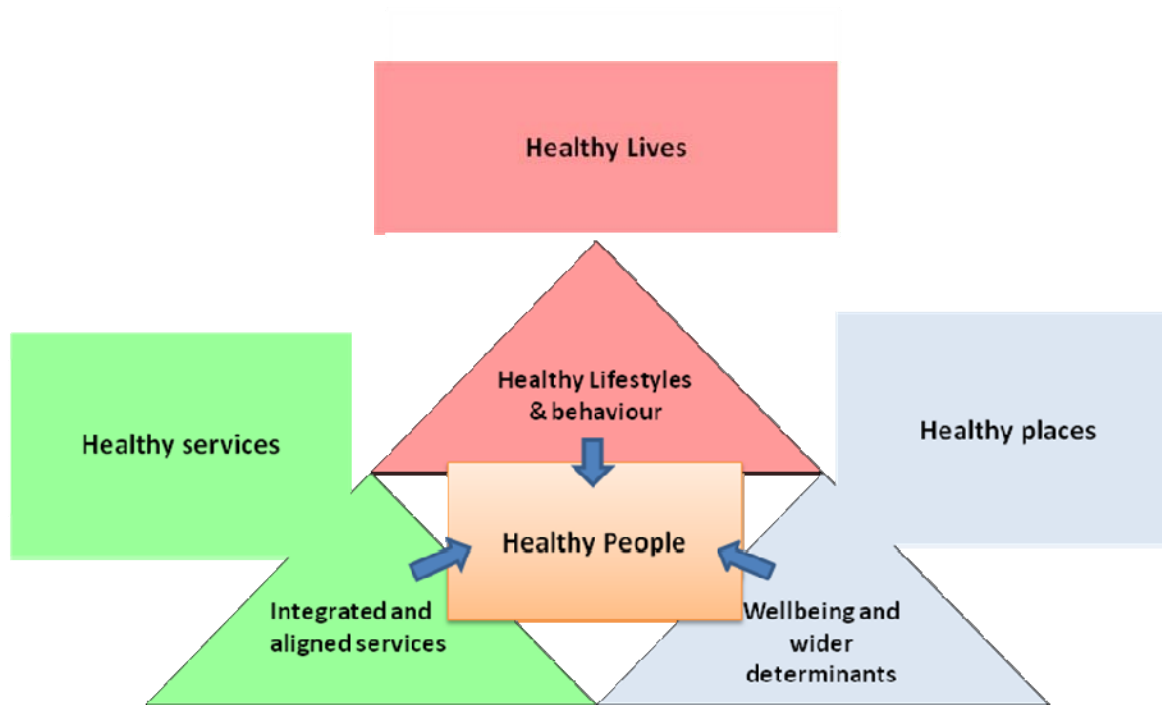 Healthy Lives
Healthy Lifestyles
& behaviour
Healthy services
Healthy places
Healthy People
Integrated and
aligned services
Wellbeing and
wider
determinants